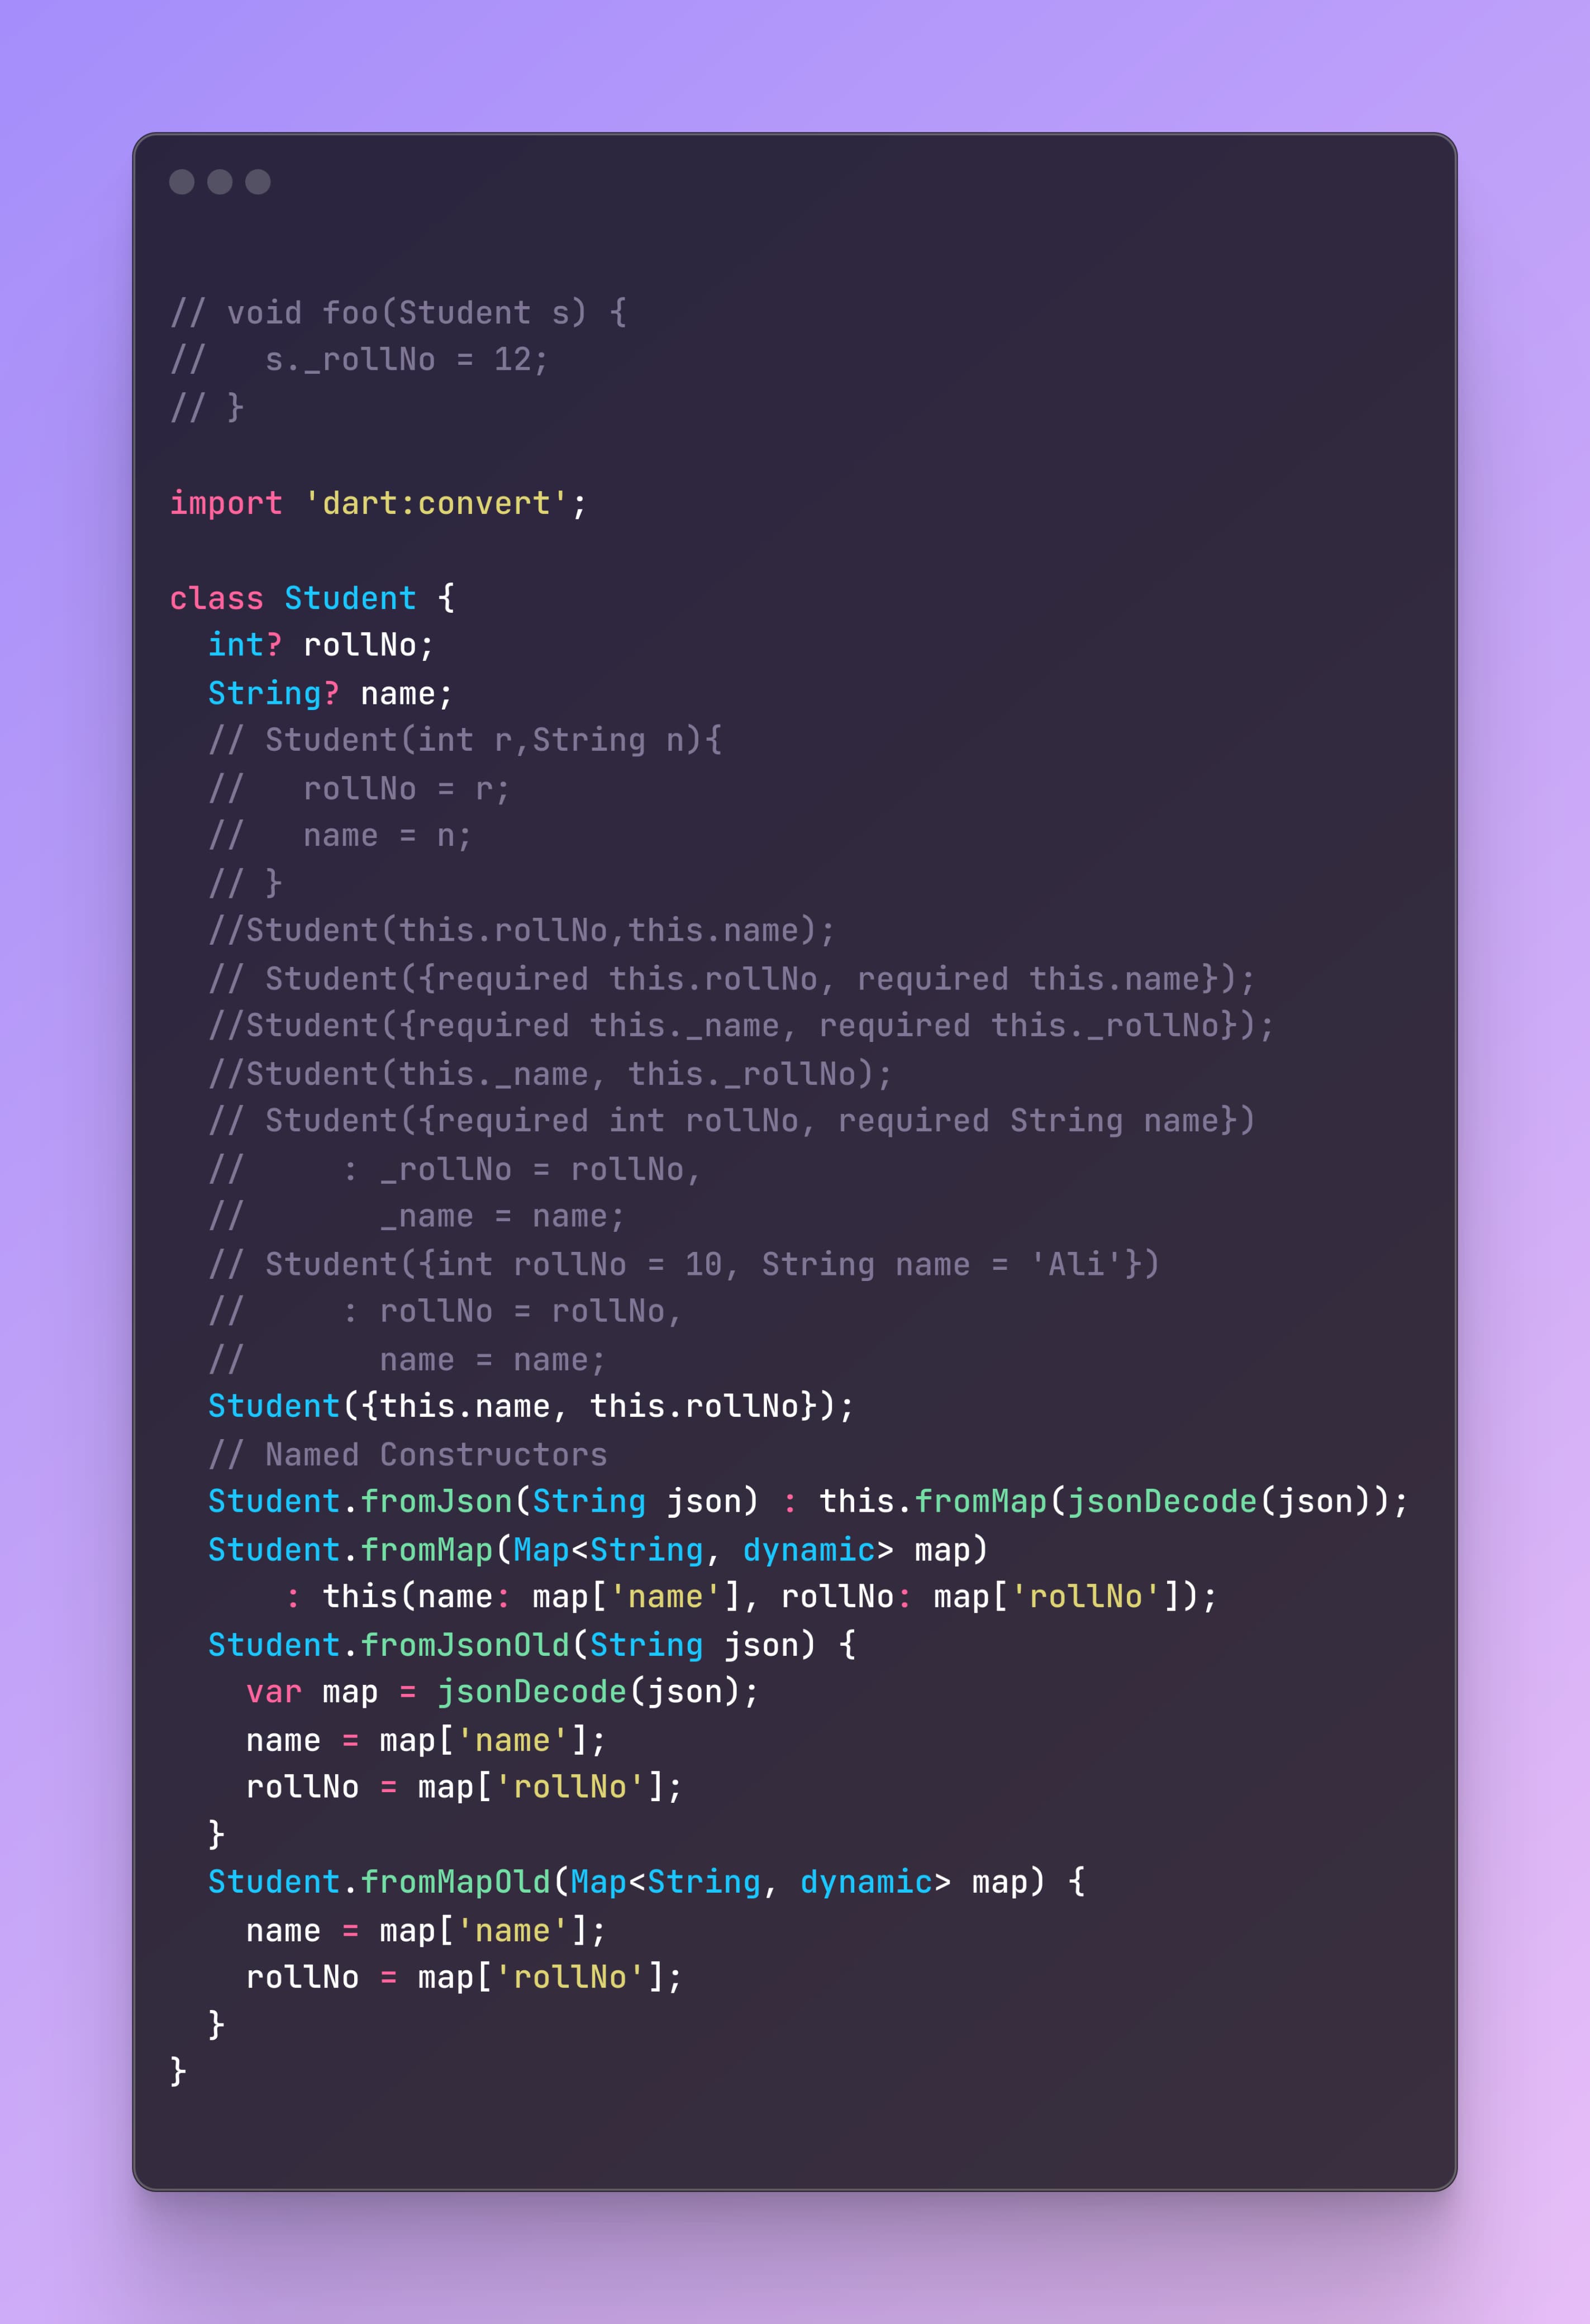 // void foo(Student s) {
//   s._rollNo = 12;
// }
import 'dart:convert';
class Student {
  int? rollNo;
  String? name;
  // Student(int r,String n){
  //   rollNo = r;
  //   name = n;
  // }
  //Student(this.rollNo,this.name);
  // Student({required this.rollNo, required this.name});
  //Student({required this._name, required this._rollNo});
  //Student(this._name, this._rollNo);
  // Student({required int rollNo, required String name})
  //     : _rollNo = rollNo,
  //       _name = name;
  // Student({int rollNo = 10, String name = 'Ali'})
  //     : rollNo = rollNo,
  //       name = name;
  Student({this.name, this.rollNo});
  // Named Constructors
  Student.fromJson(String json) : this.fromMap(jsonDecode(json));
  Student.fromMap(Map<String, dynamic> map)
      : this(name: map['name'], rollNo: map['rollNo']);
  Student.fromJsonOld(String json) {
    var map = jsonDecode(json);
    name = map['name'];
    rollNo = map['rollNo'];
  }
  Student.fromMapOld(Map<String, dynamic> map) {
    name = map['name'];
    rollNo = map['rollNo'];
  }
}